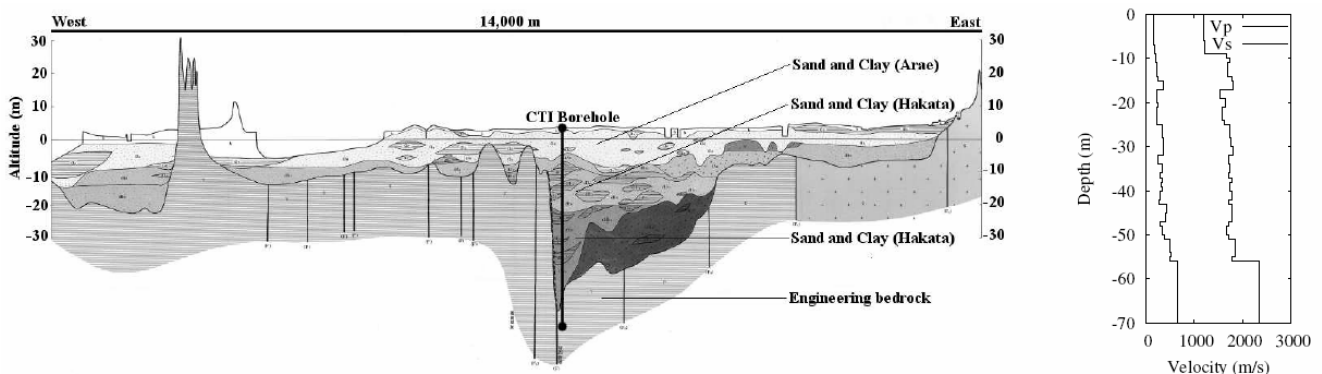 West 14,000 m East
30
20
10
0
-10
-20
-30
Altitude (m)
30
20
10
0
-10
-20
-30
Sand and Clay (Arae)
Sand and Clay (Hakata)
CTI Borehole
Sand and Clay (Hakata)
Engineering bedrock
0
-10
-20
-30
-40
-50
-60
-70
Depth (m)
Vp
Vs
0 1000 2000 3000
Velocity (m/s)